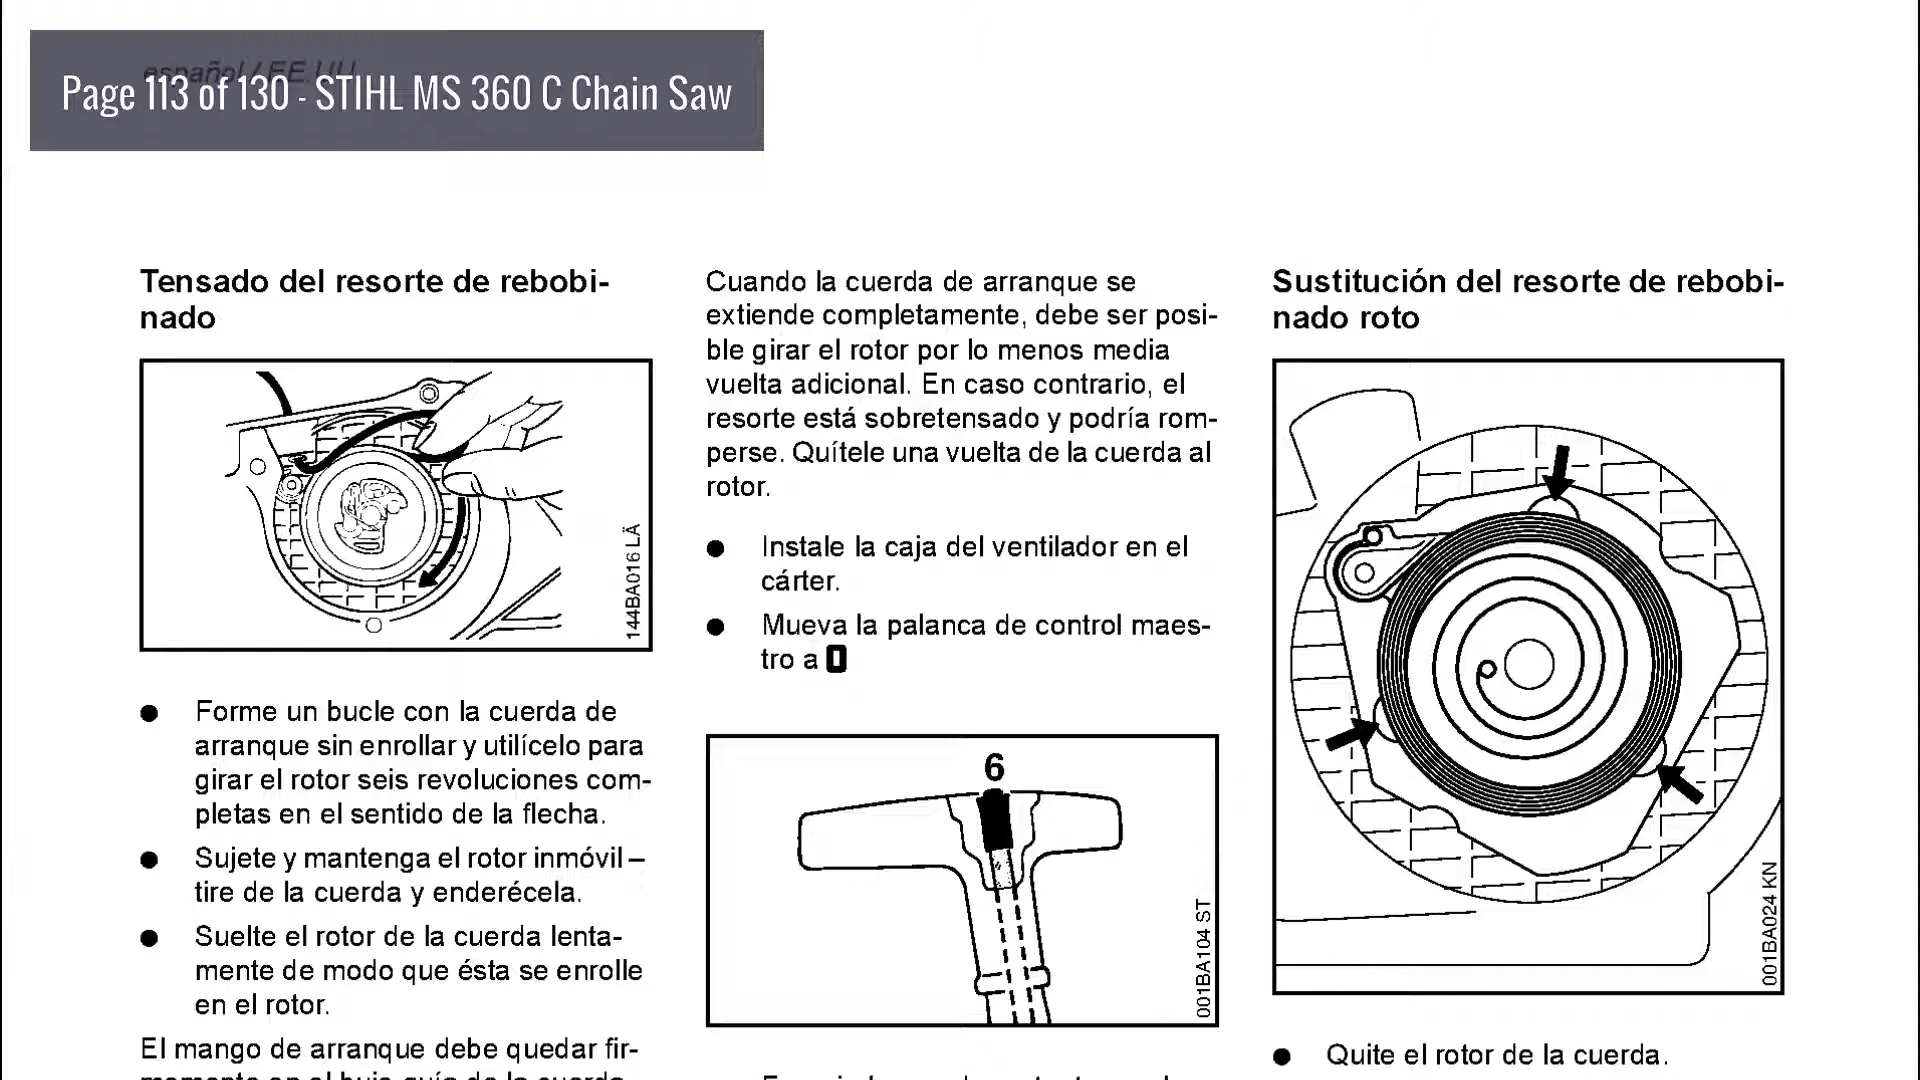 español / EE.UU
Page 113 of 130 - STIHL MS 360 C Chain Saw
Tensado del resorte de rebobi-
nado
144BA016 LÄ
Forme un bucle con la cuerda de
arranque sin enrollar y utilícelo para
girar el rotor seis revoluciones com-
pletas en el sentido de la flecha.
Sujete y mantenga el rotor inmóvil –
tire de la cuerda y enderécela.
Suelte el rotor de la cuerda lenta-
mente de modo que ésta se enrolle
en el rotor.
El mango de arranque debe quedar fir-
Cuando la cuerda de arranque se
extiende completamente, debe ser posi-
ble girar el rotor por lo menos media
vuelta adicional. En caso contrario, el
resorte está sobretensado y podría rom-
perse. Quítele una vuelta de la cuerda al
rotor.
Instale la caja del ventilador en el
cárter.
Mueva la palanca de control maes-
tro a 0
6
001BA104 ST
Sustitución del resorte de rebobi-
nado roto
001BA024 KN
Quite el rotor de la cuerda.